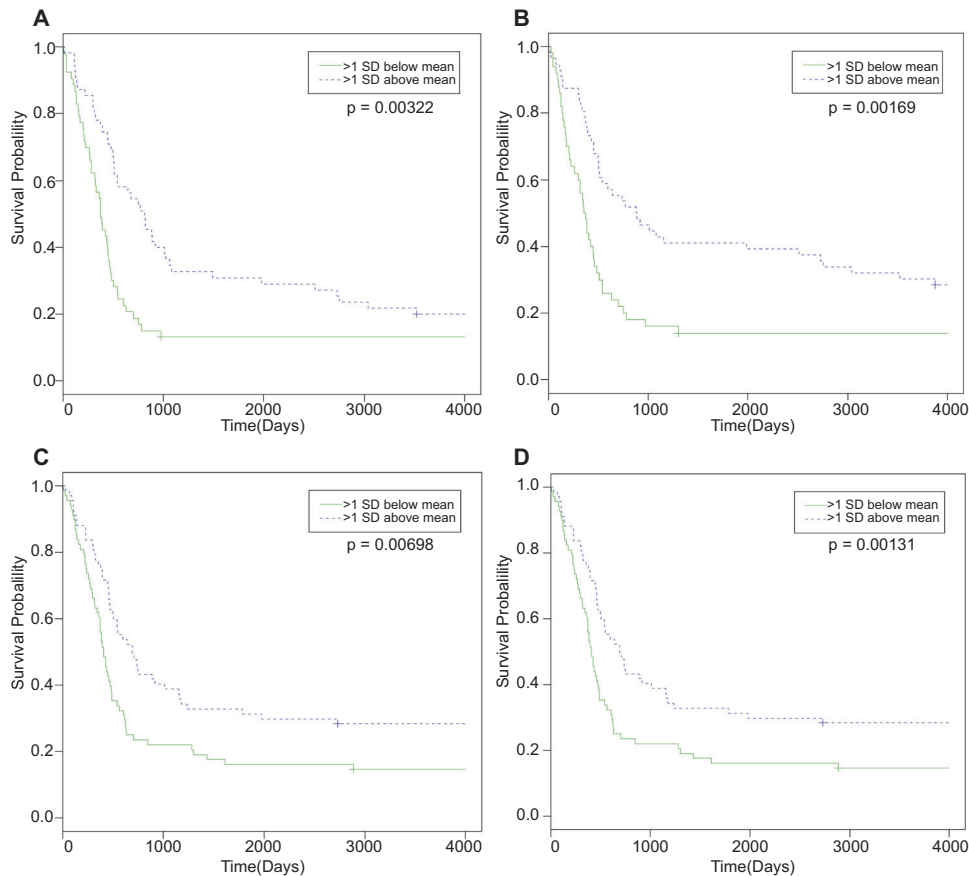 A
>1 SD below mean
>1 SD above mean
p = 0.00322
Survival Probalility
1.0
0.8
0.6
0.4
0.2
0.0
0 1000 2000 3000 4000
Time(Days)
B
>1 SD below mean
>1 SD above mean
p = 0.00169
Survival Probalility
1.0
0.8
0.6
0.4
0.2
0.0
0 1000 2000 3000 4000
Time(Days)
C
>1 SD below mean
>1 SD above mean
p = 0.00698
Survival Probalility
1.0
0.8
0.6
0.4
0.2
0.0
0 1000 2000 3000 4000
Time(Days)
D
>1 SD below mean
>1 SD above mean
p = 0.00131
Survival Probalility
1.0
0.8
0.6
0.4
0.2
0.0
0 1000 2000 3000 4000
Time(Days)